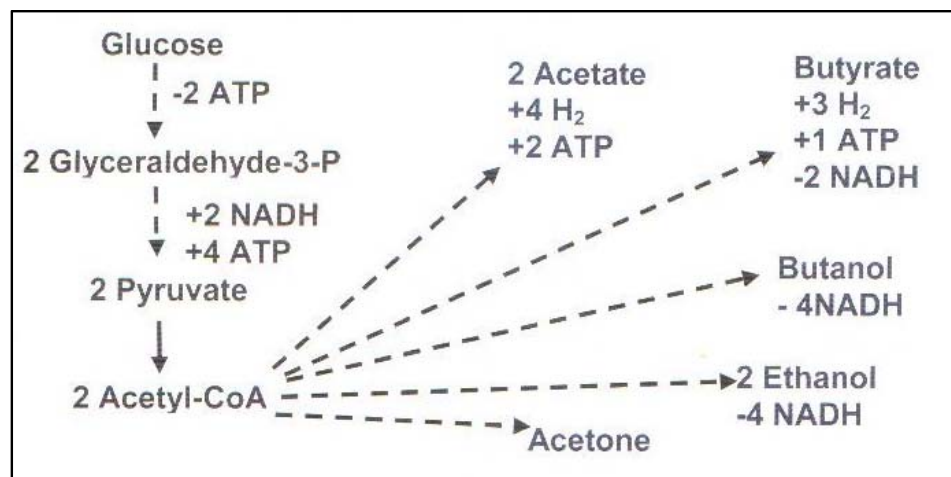 Glucose
-2 ATP
2 Glyceraldehyde-3-P
+2 NADH
+4 ATP
2 Pyruvate
2 Acetyl-CoA
2 Acetate
+4 H₂
+2 ATP
Butyrate
+3 H₂
+1 ATP
-2 NADH
Butanol
- 4NADH
2 Ethanol
-4 NADH
Acetone